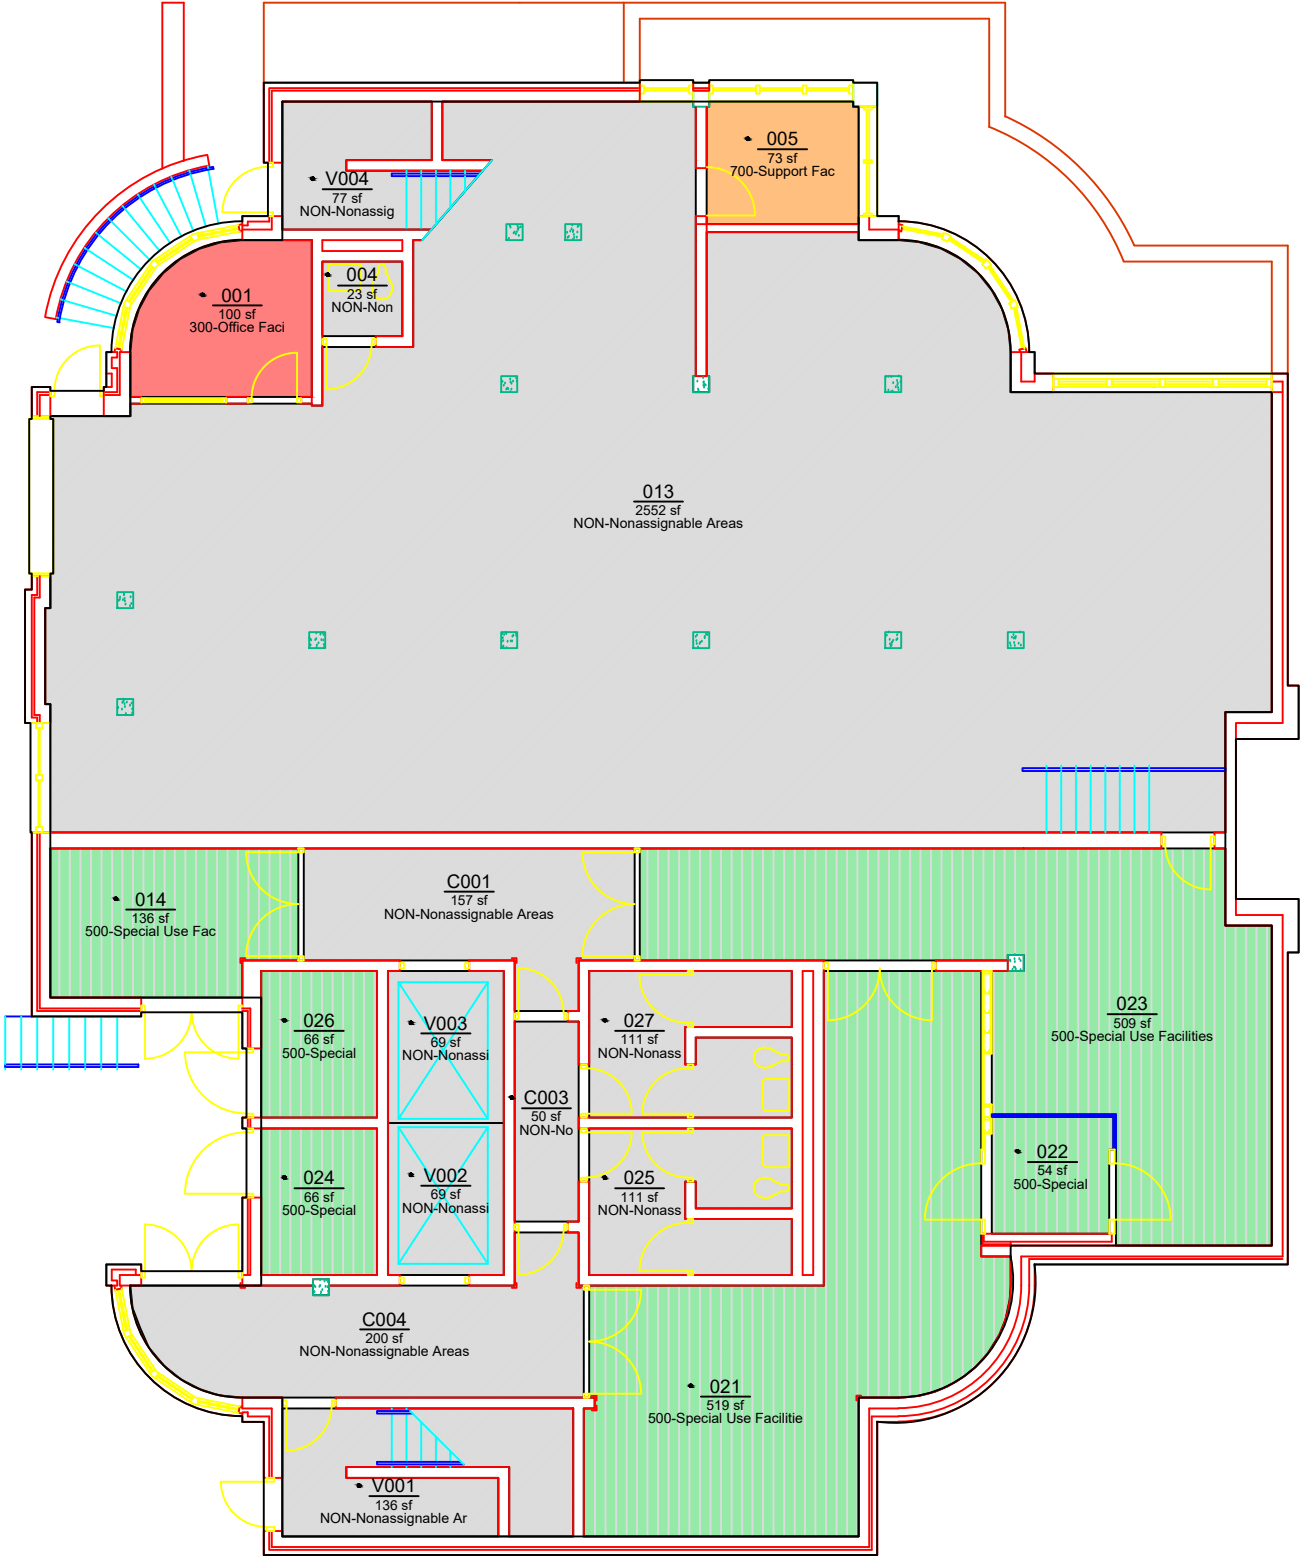 005
73 sf
700-Support Fac
V004
77 sf
NON-Nonassig
004
23 sf
NON-Non
001
100 sf
300-Office Faci
013
2552 sf
NON-Nonassignable Areas
C001
157 sf
NON-Nonassignable Areas
014
136 sf
500-Special Use Fac
023
509 sf
500-Special Use Facilities
026
66 sf
500-Special
V003
69 sf
NON-Nonassi
027
111 sf
NON-Nonass
C003
50 sf
NON-No
022
54 sf
500-Special
024
66 sf
500-Special
V002
69 sf
NON-Nonassi
025
111 sf
NON-Nonass
C004
200 sf
NON-Nonassignable Areas
021
519 sf
500-Special Use Facilitie
V001
136 sf
NON-Nonassignable Ar